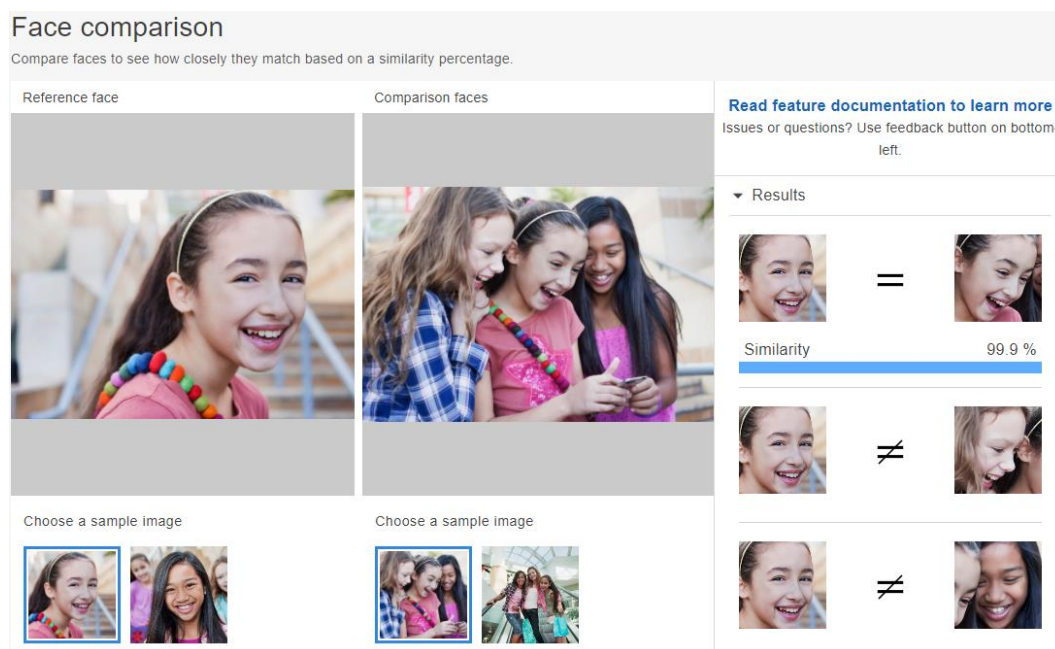 Face comparison
Compare faces to see how closely they match based on a similarity percentage.
Reference face
Comparison faces
Read feature documentation to learn more
Issues or questions? Use feedback button on bottom-
left.
Results
=
Similarity 99.9 %
≠
≠
Choose a sample image
Choose a sample image